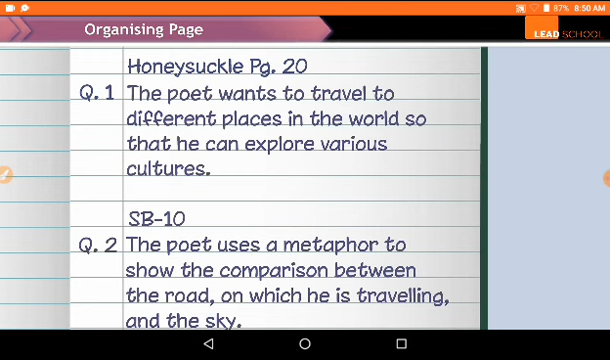 87% 8:50 AM
Organising Page
LEAD SCHOOL
Honeysuckle Pg. 20
Q. 1 The poet wants to travel to
different places in the world so
that he can explore various
cultures.
SB-10
Q. 2 The poet uses a metaphor to
show the comparison between
the road, on which he is travelling,
and the sky.